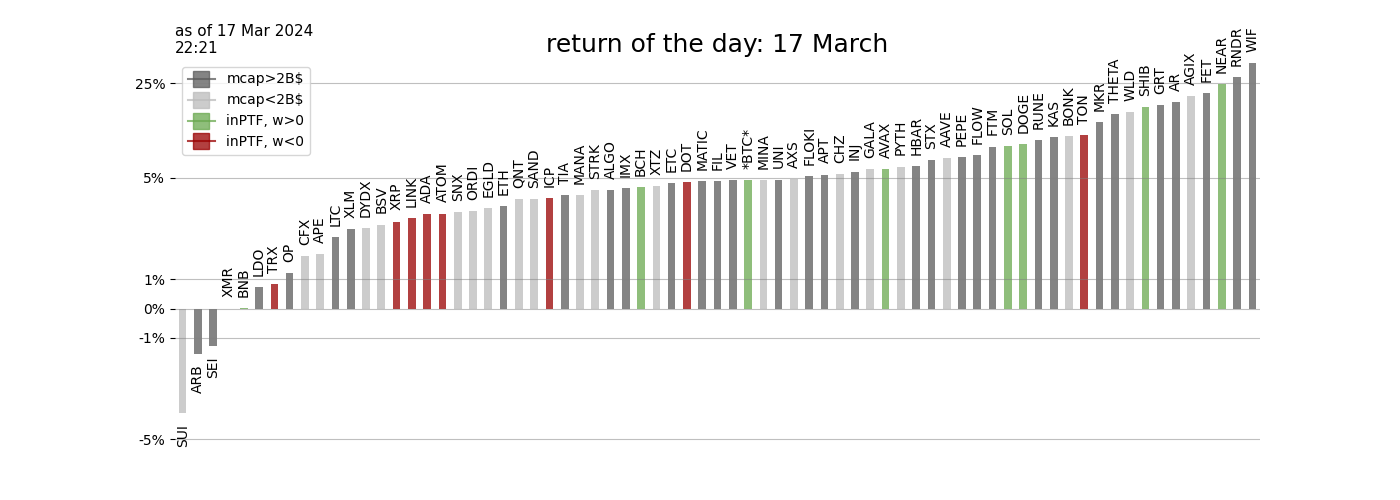 as of 17 Mar 2024
22:21
return of the day: 17 March
mcap>2B$
mcap<2B$
inPTF, w>0
inPTF, w<0
25%
5%
1%
0%
-1%
-5%
SUI
ARB
SEI
XMR
BNB
LDO
TRX
OP
CFX
APE
LTC
XLM
DYDX
BSV
XRP
LINK
ADA
ATOM
SNX
ORDI
EGLD
ETH
QNT
SAND
ICP
TIA
MANA
STRK
ALGO
IMX
BCH
XTZ
ETC
DOT
MATIC
FIL
VET
*BTC*
MINA
UNI
AXS
FLOKI
APT
CHZ
INJ
GALA
AVAX
PYTH
HBAR
STX
AAVE
PEPE
FLOW
FTM
SOL
DOGE
RUNE
KAS
BONK
TON
MKR
THETA
WLD
SHIB
GRT
AR
AGIX
FET
NEAR
RNDR
WIF